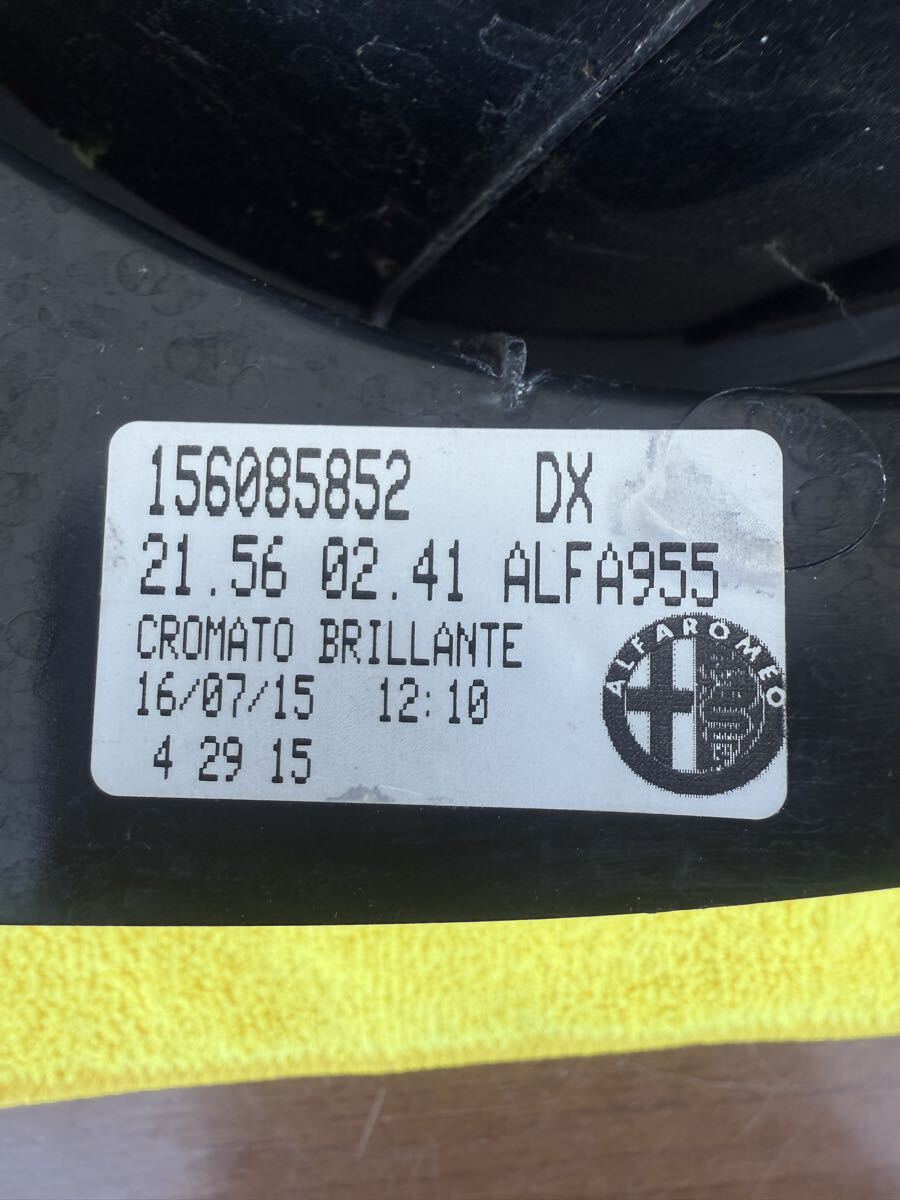 156085852 DX
21.56 02.41 ALFA955
CROMATO BRILLANTE
16/07/15 12:10
4 29 15
ALFA ROMEO